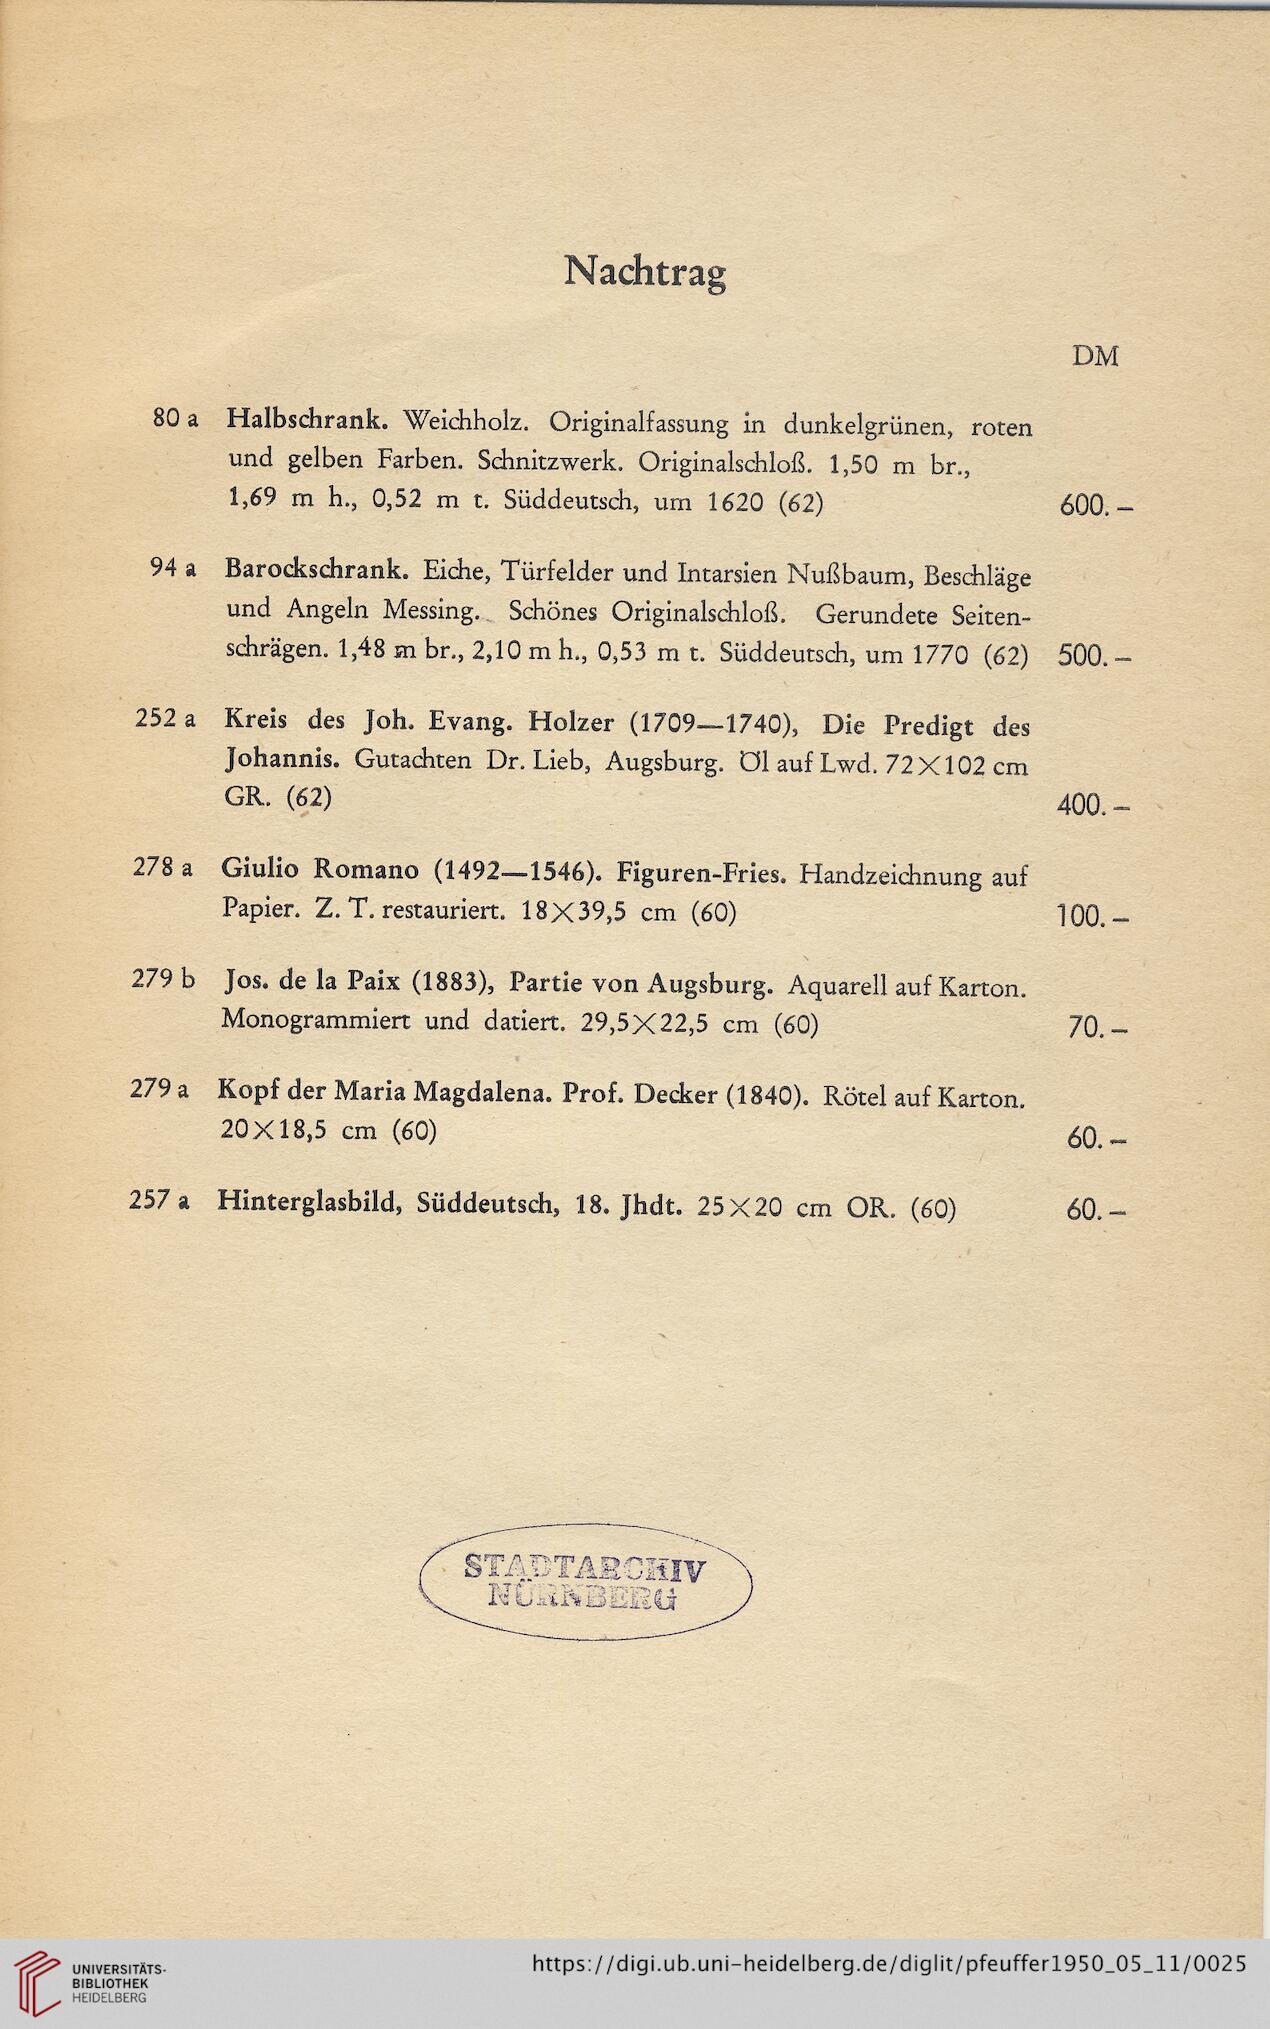 Nachtrag
DM
80 a Halbschrank. Weichholz. Originalfassung in dunkelgrünen, roten
und gelben Farben. Schnitzwerk. Originalschloß. 1,50 m br.,
1,69 m h., 0,52 m t. Süddeutsch, um 1620 (62) 600.–
94 a Barockschrank. Eiche, Türfelder und Intarsien Nußbaum, Beschläge
und Angeln Messing. Schönes Originalschloß. Gerundete Seiten-
schrägen. 1,48 m br., 2,10 m h., 0,53 m t. Süddeutsch, um 1770 (62) 500.–
252 a Kreis des Joh. Evang. Holzer (1709—1740), Die Predigt des
Johannis. Gutachten Dr. Lieb, Augsburg. Öl auf Lwd. 72×102 cm
GR. (62) 400.–
278 a Giulio Romano (1492—1546). Figuren-Fries. Handzeichnung auf
Papier. Z. T. restauriert. 18×39,5 cm (60) 100.–
279 b Jos. de la Paix (1883), Partie von Augsburg. Aquarell auf Karton.
Monogrammiert und datiert. 29,5×22,5 cm (60) 70.–
279 a Kopf der Maria Magdalena. Prof. Decker (1840). Rötel auf Karton.
20×18,5 cm (60) 60.–
257 a Hinterglasbild, Süddeutsch, 18. Jhdt. 25×20 cm OR. (60) 60.–
STADTARCHIV
NÜRNBERG
UNIVERSITÄTS-
BIBLIOTHEK
HEIDELBERG
https://digi.ub.uni-heidelberg.de/diglit/pfeuffer1950_05_11/0025